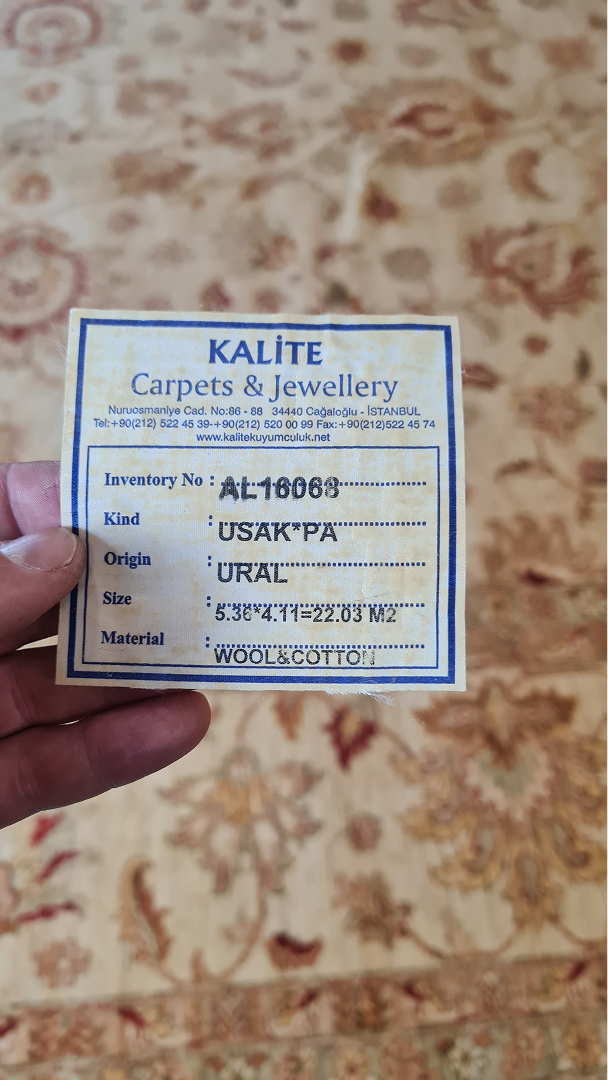 KALİTE
Carpets & Jewellery
Nuruosmaniye Cad. No:86 - 88 34440 Cağaloğlu - İSTANBUL
Tel:+90(212) 522 45 39-+90(212) 520 00 99 Fax:+90(212)522 45 74
www.kalitekuyumculuk.net
Inventory No : AL16068
Kind : USAK*PA
Origin : URAL
Size : 5.36*4.11=22.03 M2
Material : WOOL&COTTON